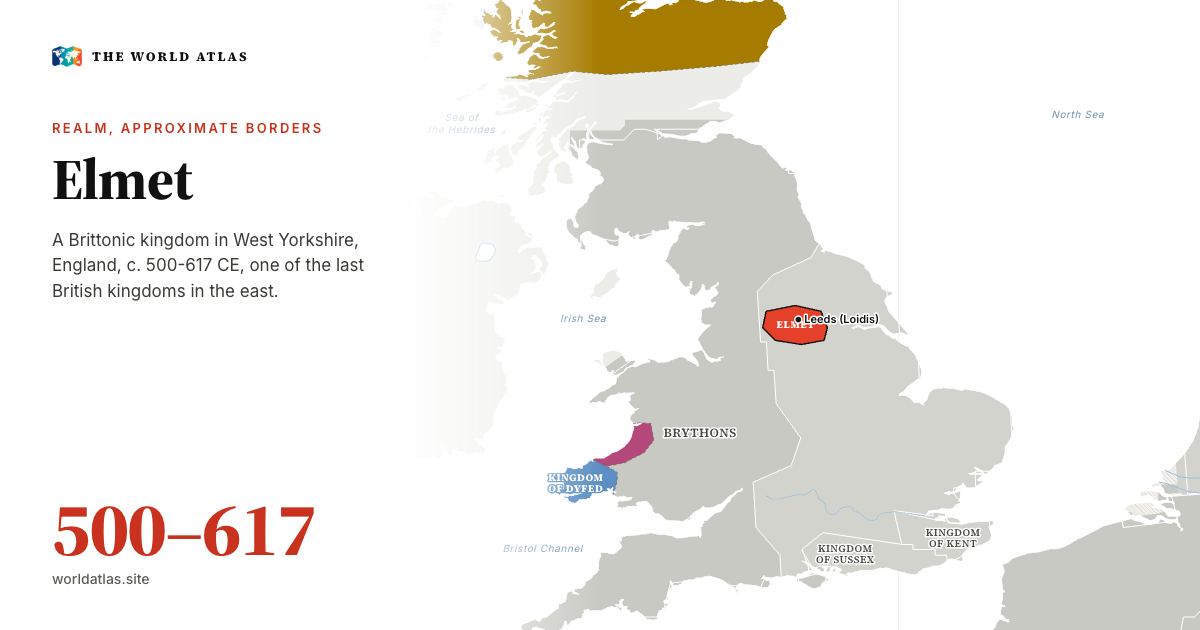 THE WORLD ATLAS
REALM, APPROXIMATE BORDERS
Elmet
A Brittonic kingdom in West Yorkshire,
England, c. 500-617 CE, one of the last
British kingdoms in the east.
500–617
worldatlas.site
Sea of
the Hebrides
North Sea
Irish Sea
ELMET
Leeds (Loidis)
BRYTHONS
KINGDOM
OF DYFED
Bristol Channel
KINGDOM
OF SUSSEX
KINGDOM
OF KENT